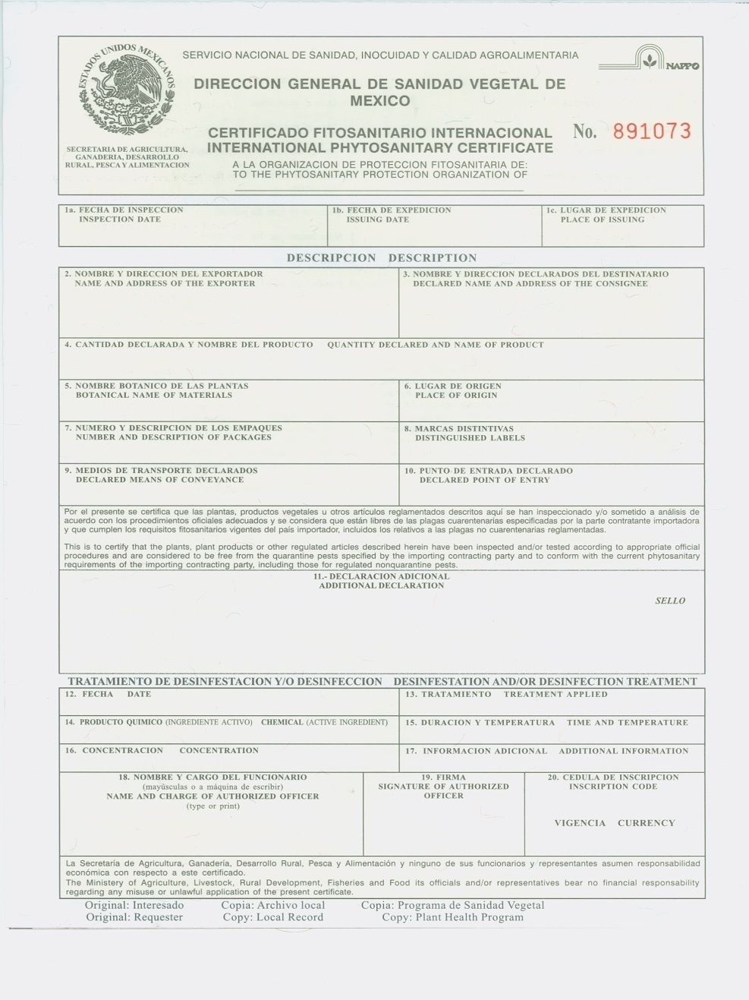 ESTADOS UNIDOS MEXICANOS
SERVICIO NACIONAL DE SANIDAD, INOCUIDAD Y CALIDAD AGROALIMENTARIA
NAPPO
DIRECCION GENERAL DE SANIDAD VEGETAL DE
MEXICO
CERTIFICADO FITOSANITARIO INTERNACIONAL
INTERNATIONAL PHYTOSANITARY CERTIFICATE
No. 891073
SECRETARIA DE AGRICULTURA,
GANADERIA, DESARROLLO
RURAL, PESCA Y ALIMENTACION
A LA ORGANIZACION DE PROTECCION FITOSANITARIA DE:
TO THE PHYTOSANITARY PROTECTION ORGANIZATION OF
1a. FECHA DE INSPECCION
INSPECTION DATE
1b. FECHA DE EXPEDICION
ISSUING DATE
1c. LUGAR DE EXPEDICION
PLACE OF ISSUING
DESCRIPCION DESCRIPTION
2. NOMBRE Y DIRECCION DEL EXPORTADOR
NAME AND ADDRESS OF THE EXPORTER
3. NOMBRE Y DIRECCION DECLARADOS DEL DESTINATARIO
DECLARED NAME AND ADDRESS OF THE CONSIGNEE
4. CANTIDAD DECLARADA Y NOMBRE DEL PRODUCTO QUANTITY DECLARED AND NAME OF PRODUCT
5. NOMBRE BOTANICO DE LAS PLANTAS
BOTANICAL NAME OF MATERIALS
6. LUGAR DE ORIGEN
PLACE OF ORIGIN
7. NUMERO Y DESCRIPCION DE LOS EMPAQUES
NUMBER AND DESCRIPTION OF PACKAGES
8. MARCAS DISTINTIVAS
DISTINGUISHED LABELS
9. MEDIOS DE TRANSPORTE DECLARADOS
DECLARED MEANS OF CONVEYANCE
10. PUNTO DE ENTRADA DECLARADO
DECLARED POINT OF ENTRY
Por el presente se certifica que las plantas, productos vegetales u otros artículos reglamentados descritos aquí se han inspeccionado y/o sometido a análisis de
acuerdo con los procedimientos oficiales adecuados y se considera que están libres de las plagas cuarentenarias especificadas por la parte contratante importadora
y que cumplen los requisitos fitosanitarios vigentes del país importador, incluidos los relativos a las plagas no cuarentenarias reglamentadas.
This is to certify that the plants, plant products or other regulated articles described herein have been inspected and/or tested according to appropriate official
procedures and are considered to be free from the quarantine pests specified by the importing contracting party and to conform with the current phytosanitary
requirements of the importing contracting party, including those for regulated nonquarantine pests.
11.- DECLARACION ADICIONAL
ADDITIONAL DECLARATION
SELLO
TRATAMIENTO DE DESINFESTACION Y/O DESINFECCION DESINFESTATION AND/OR DESINFECTION TREATMENT
12. FECHA DATE
13. TRATAMIENTO TREATMENT APPLIED
14. PRODUCTO QUIMICO (INGREDIENTE ACTIVO) CHEMICAL (ACTIVE INGREDIENT)
15. DURACION Y TEMPERATURA TIME AND TEMPERATURE
16. CONCENTRACION CONCENTRATION
17. INFORMACION ADICIONAL ADDITIONAL INFORMATION
18. NOMBRE Y CARGO DEL FUNCIONARIO
(mayúsculas o a máquina de escribir)
NAME AND CHARGE OF AUTHORIZED OFFICER
(type or print)
19. FIRMA
SIGNATURE OF AUTHORIZED
OFFICER
20. CEDULA DE INSCRIPCION
INSCRIPTION CODE
VIGENCIA CURRENCY
La Secretaría de Agricultura, Ganadería, Desarrollo Rural, Pesca y Alimentación y ninguno de sus funcionarios y representantes asumen responsabilidad
económica con respecto a este certificado.
The Ministry of Agriculture, Livestock, Rural Development, Fisheries and Food its officials and/or representatives bear no financial responsability
regarding any misuse or unlawful application of the present certificate.
Original: Interesado Copia: Archivo local Copia: Programa de Sanidad Vegetal
Original: Requester Copy: Local Record Copy: Plant Health Program